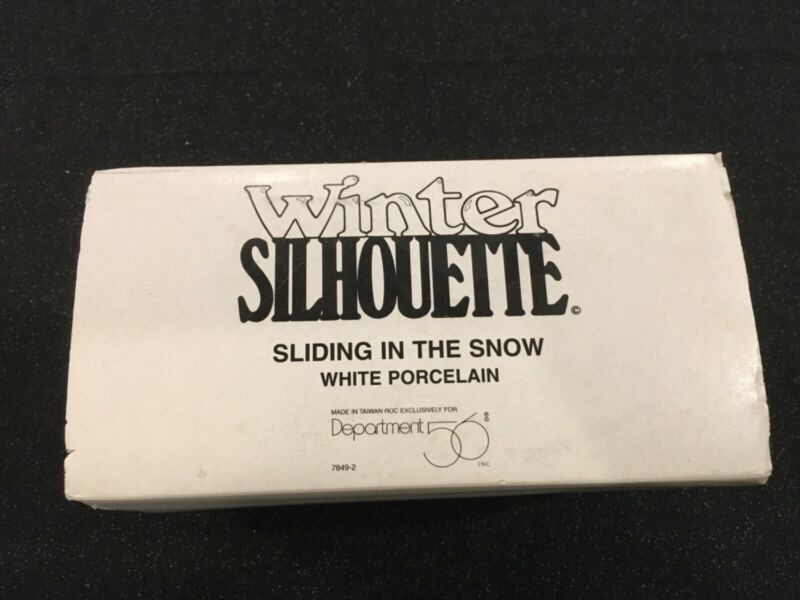 Winter
SILHOUETTE©
SLIDING IN THE SNOW
WHITE PORCELAIN
MADE IN TAIWAN ROC EXCLUSIVELY FOR
Department 56®
INC
7849-2